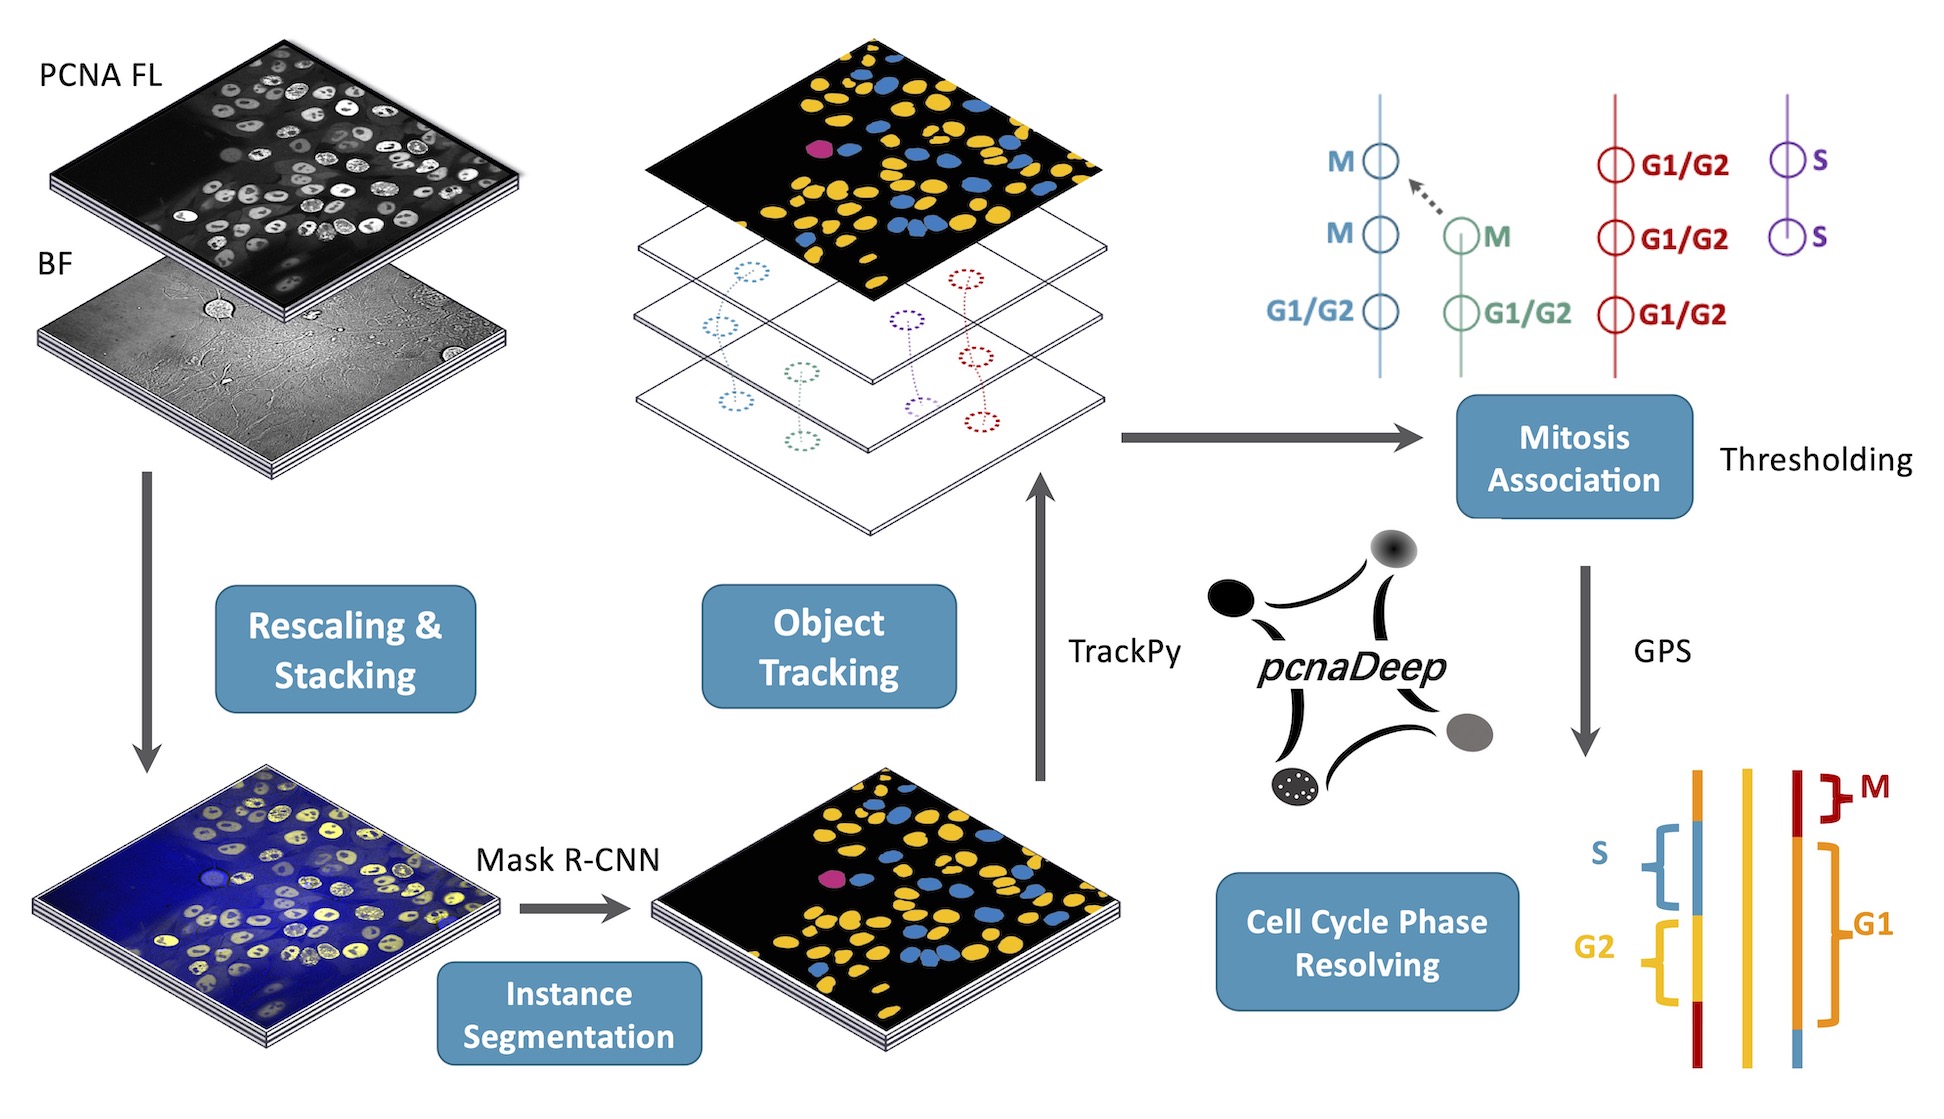 PCNA FL
BF
Rescaling &
Stacking
Mask R-CNN
Instance
Segmentation
Object
Tracking
TrackPy
M
G1/G2
S
M
M
G1/G2
S
G1/G2
G1/G2
G1/G2
Mitosis
Association
Thresholding
pcnaDeep
GPS
Cell Cycle Phase
Resolving
M
S
G1
G2